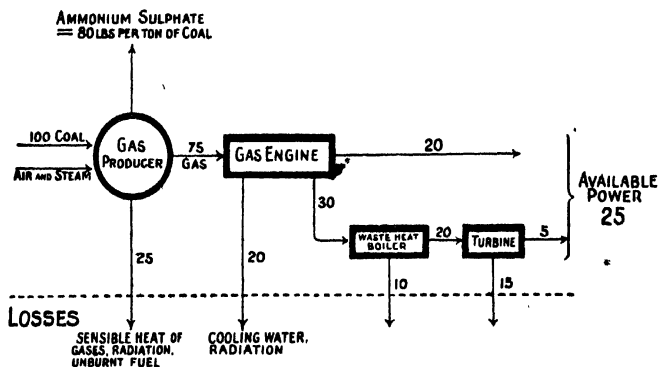 AMMONIUM SULPHATE
= 80 LBS PER TON OF COAL
100 COAL
AIR AND STEAM
GAS
PRODUCER
75
GAS
GAS ENGINE
20
30
WASTE HEAT
BOILER
20
TURBINE
5
AVAILABLE
POWER
25
25
20
10
15
LOSSES
SENSIBLE HEAT OF
GASES, RADIATION,
UNBURNT FUEL
COOLING WATER,
RADIATION